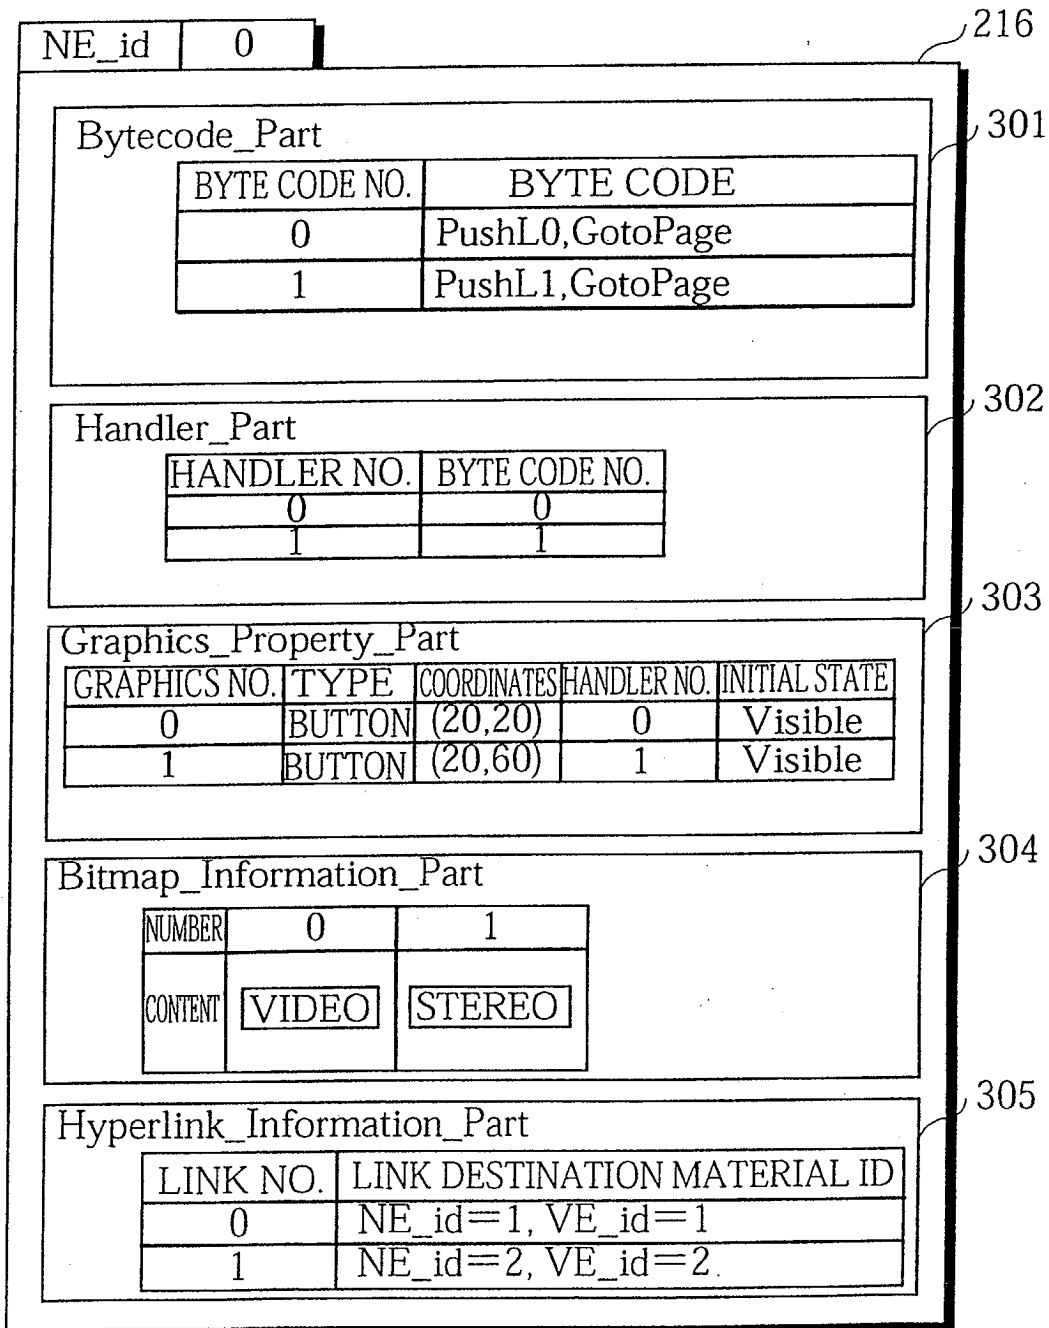 216
NE_id 0
301
Bytecode_Part
BYTE CODE NO. BYTE CODE
0 PushL0,GotoPage
1 PushL1,GotoPage
302
Handler_Part
HANDLER NO. BYTE CODE NO.
0 0
1 1
303
Graphics_Property_Part
GRAPHICS NO. TYPE COORDINATES HANDLER NO. INITIAL STATE
0 BUTTON (20,20) 0 Visible
1 BUTTON (20,60) 1 Visible
304
Bitmap_Information_Part
NUMBER 0 1
CONTENT VIDEO STEREO
305
Hyperlink_Information_Part
LINK NO. LINK DESTINATION MATERIAL ID
0 NE_id=1, VE_id=1
1 NE_id=2, VE_id=2